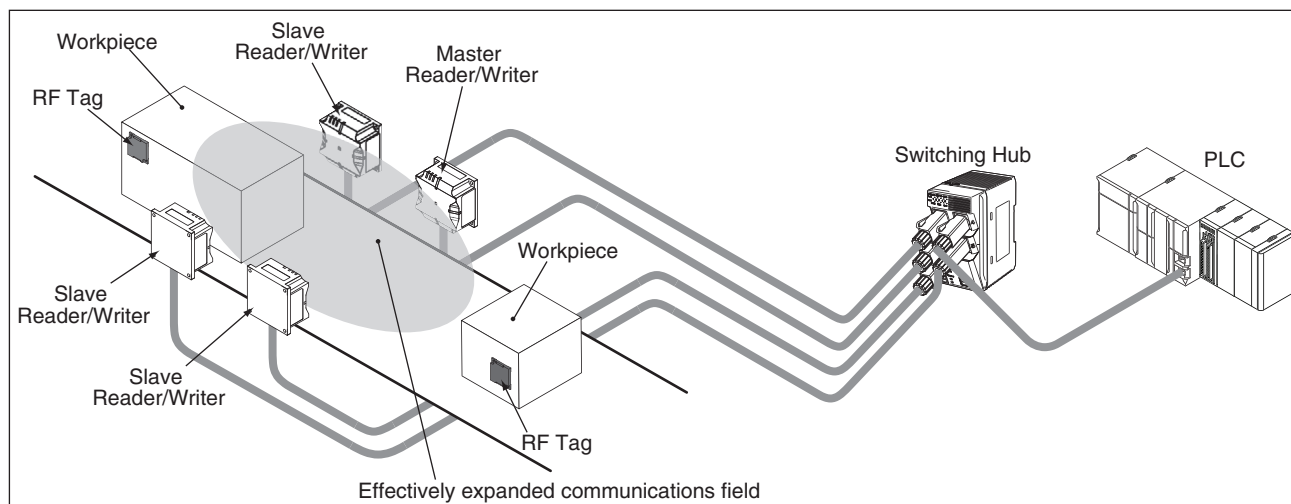 Workpiece
RF Tag
Slave
Reader/Writer
Master
Reader/Writer
Switching Hub
PLC
Workpiece
Slave
Reader/Writer
Slave
Reader/Writer
RF Tag
Effectively expanded communications field